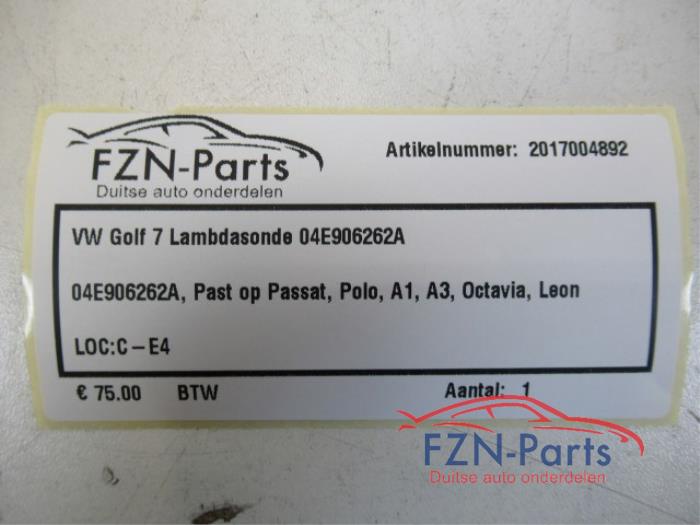 FZN-Parts
Duitse auto onderdelen
Artikelnummer: 2017004892
VW Golf 7 Lambdasonde 04E906262A
04E906262A, Past op Passat, Polo, A1, A3, Octavia, Leon
LOC:C-E4
€ 75.00 BTW Aantal: 1
FZN-Parts
Duitse auto onderdelen